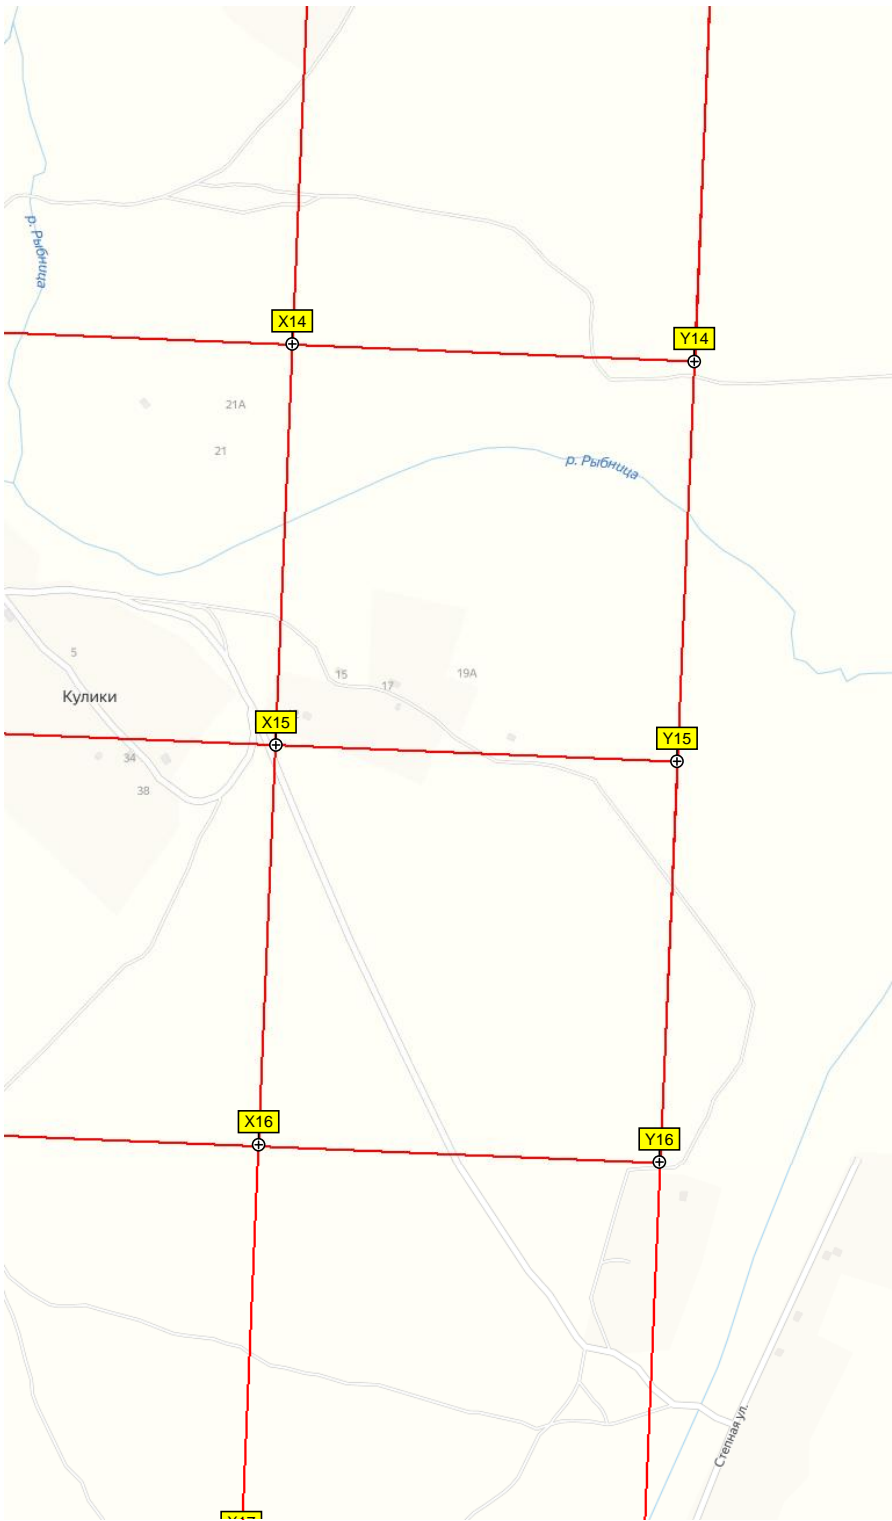 р. Рыбница
X14
Y14
21А
21
р. Рыбница
5
15
17
19А
Кулики
X15
Y15
34
38
X16
Y16
Степная ул.